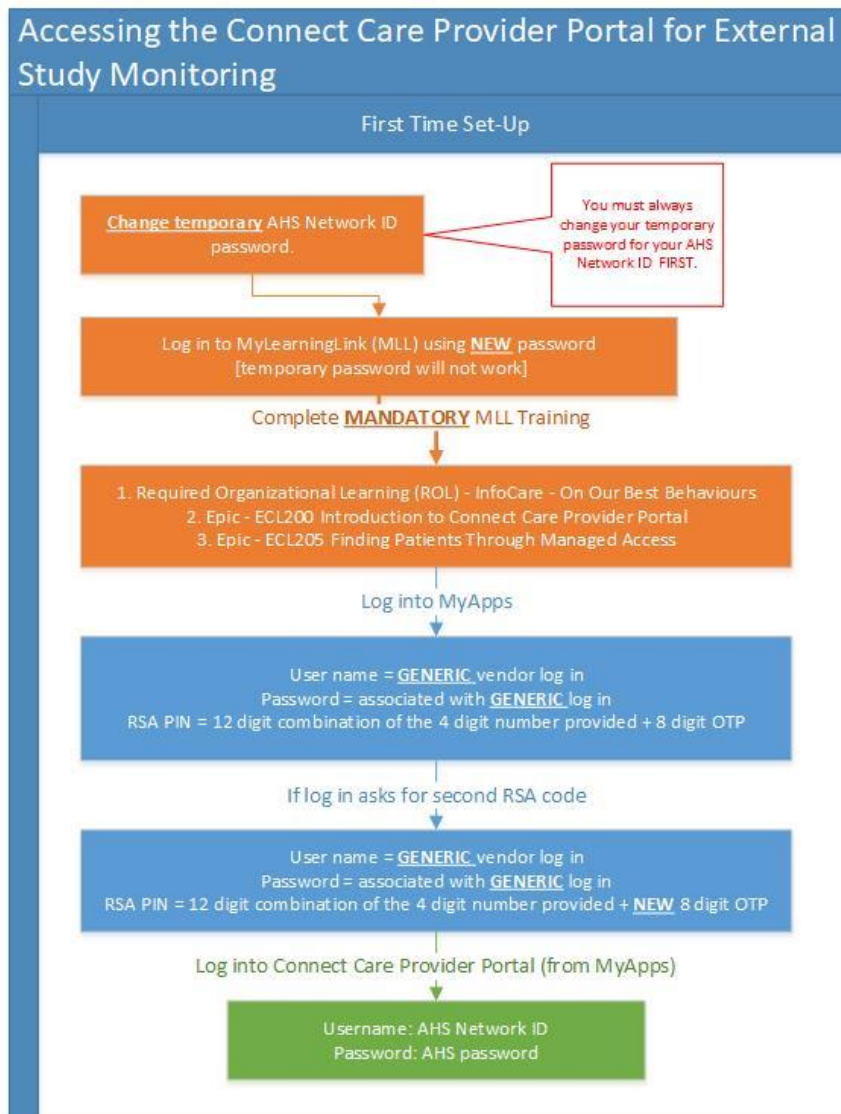 Accessing the Connect Care Provider Portal for External
Study Monitoring
First Time Set-Up
Change temporary AHS Network ID
password.
You must always
change your temporary
password for your AHS
Network ID FIRST.
Log in to MyLearningLink (MLL) using NEW password
[temporary password will not work]
Complete MANDATORY MLL Training
1. Required Organizational Learning (ROL) - InfoCare - On Our Best Behaviours
2. Epic - ECL200 Introduction to Connect Care Provider Portal
3. Epic - ECL205 Finding Patients Through Managed Access
Log into MyApps
User name = GENERIC vendor log in
Password = associated with GENERIC log in
RSA PIN = 12 digit combination of the 4 digit number provided + 8 digit OTP
If log in asks for second RSA code
User name = GENERIC vendor log in
Password = associated with GENERIC log in
RSA PIN = 12 digit combination of the 4 digit number provided + NEW 8 digit OTP
Log into Connect Care Provider Portal (from MyApps)
Username: AHS Network ID
Password: AHS password